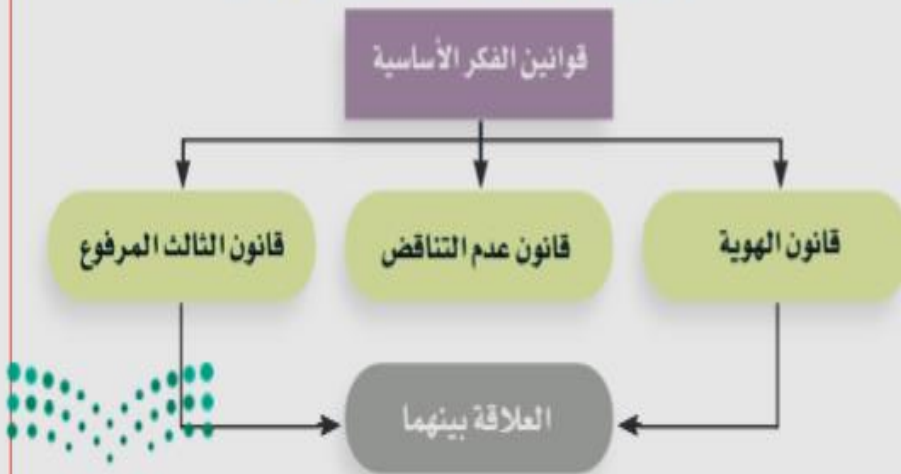 قوانين الفكر الأساسية
قانون الهوية
قانون عدم التناقض
قانون الثالث المرفوع
العلاقة بينهما